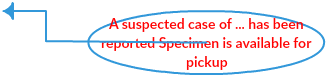 A suspected case of ... has been
reported Specimen is available for
pickup